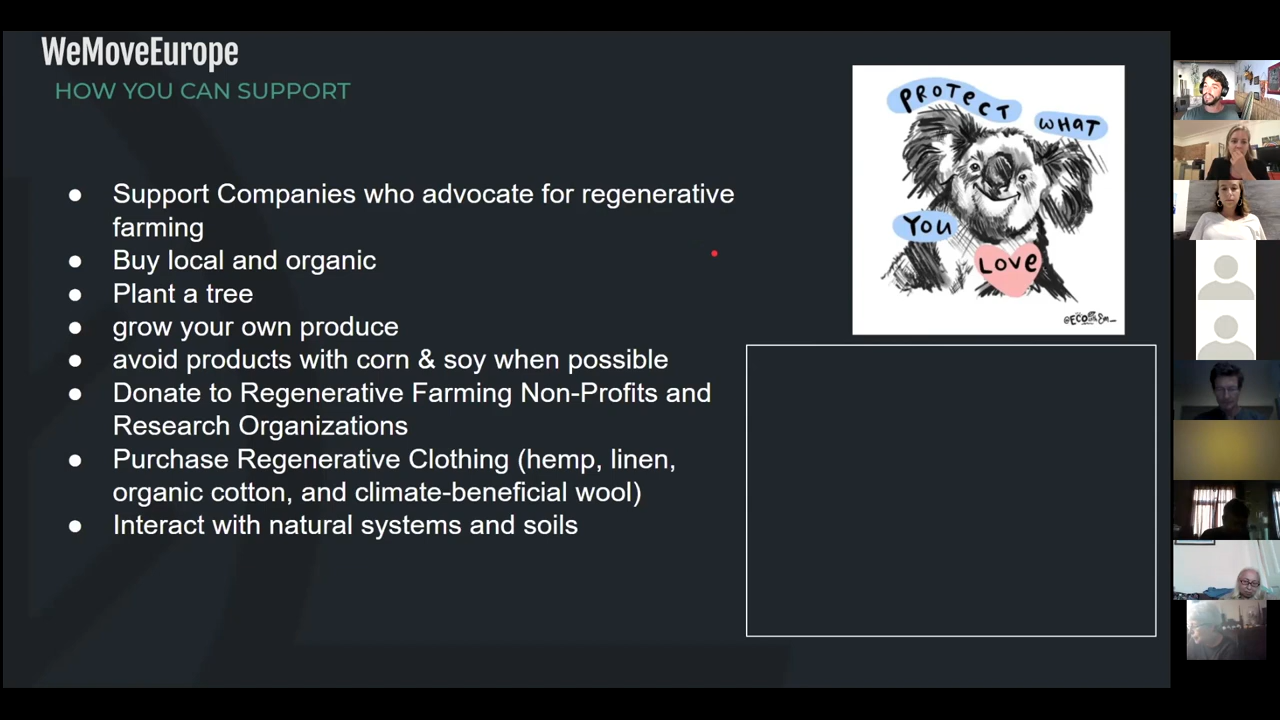 WeMoveEurope
HOW YOU CAN SUPPORT
● Support Companies who advocate for regenerative
farming
● Buy local and organic
● Plant a tree
● grow your own produce
● avoid products with corn & soy when possible
● Donate to Regenerative Farming Non-Profits and
Research Organizations
● Purchase Regenerative Clothing (hemp, linen,
organic cotton, and climate-beneficial wool)
● Interact with natural systems and soils
PROTECT
WHAT
YOU
LOVE